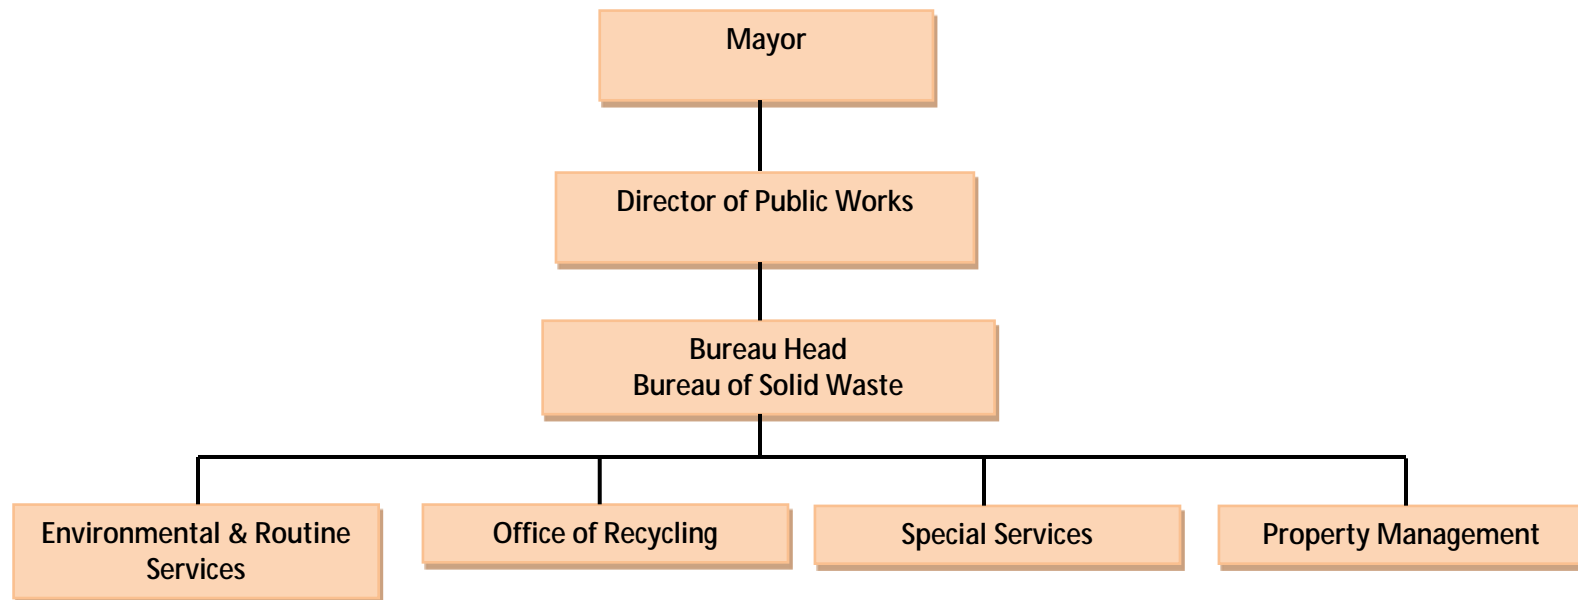 Mayor
Director of Public Works
Bureau Head
Bureau of Solid Waste
Environmental & Routine
Services
Office of Recycling
Special Services
Property Management